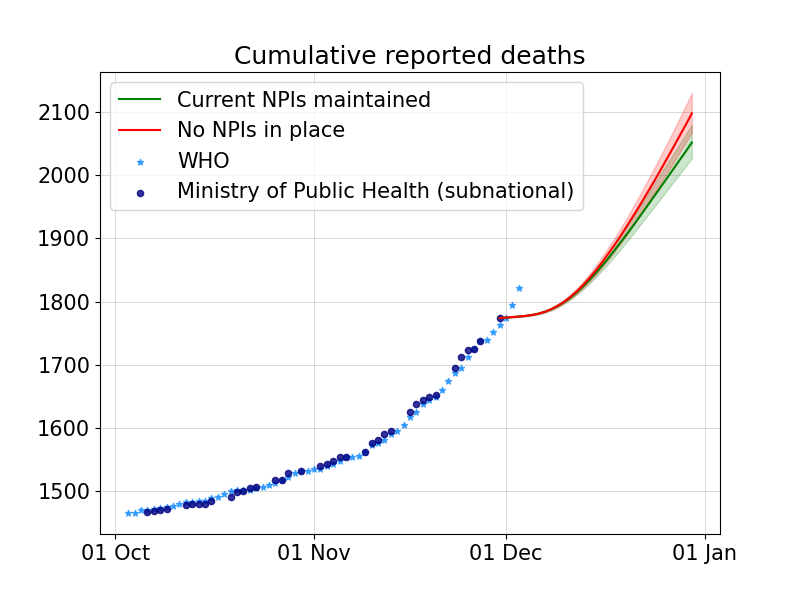 Cumulative reported deaths
Current NPIs maintained
No NPIs in place
WHO
Ministry of Public Health (subnational)
2100
2000
1900
1800
1700
1600
1500
01 Oct
01 Nov
01 Dec
01 Jan